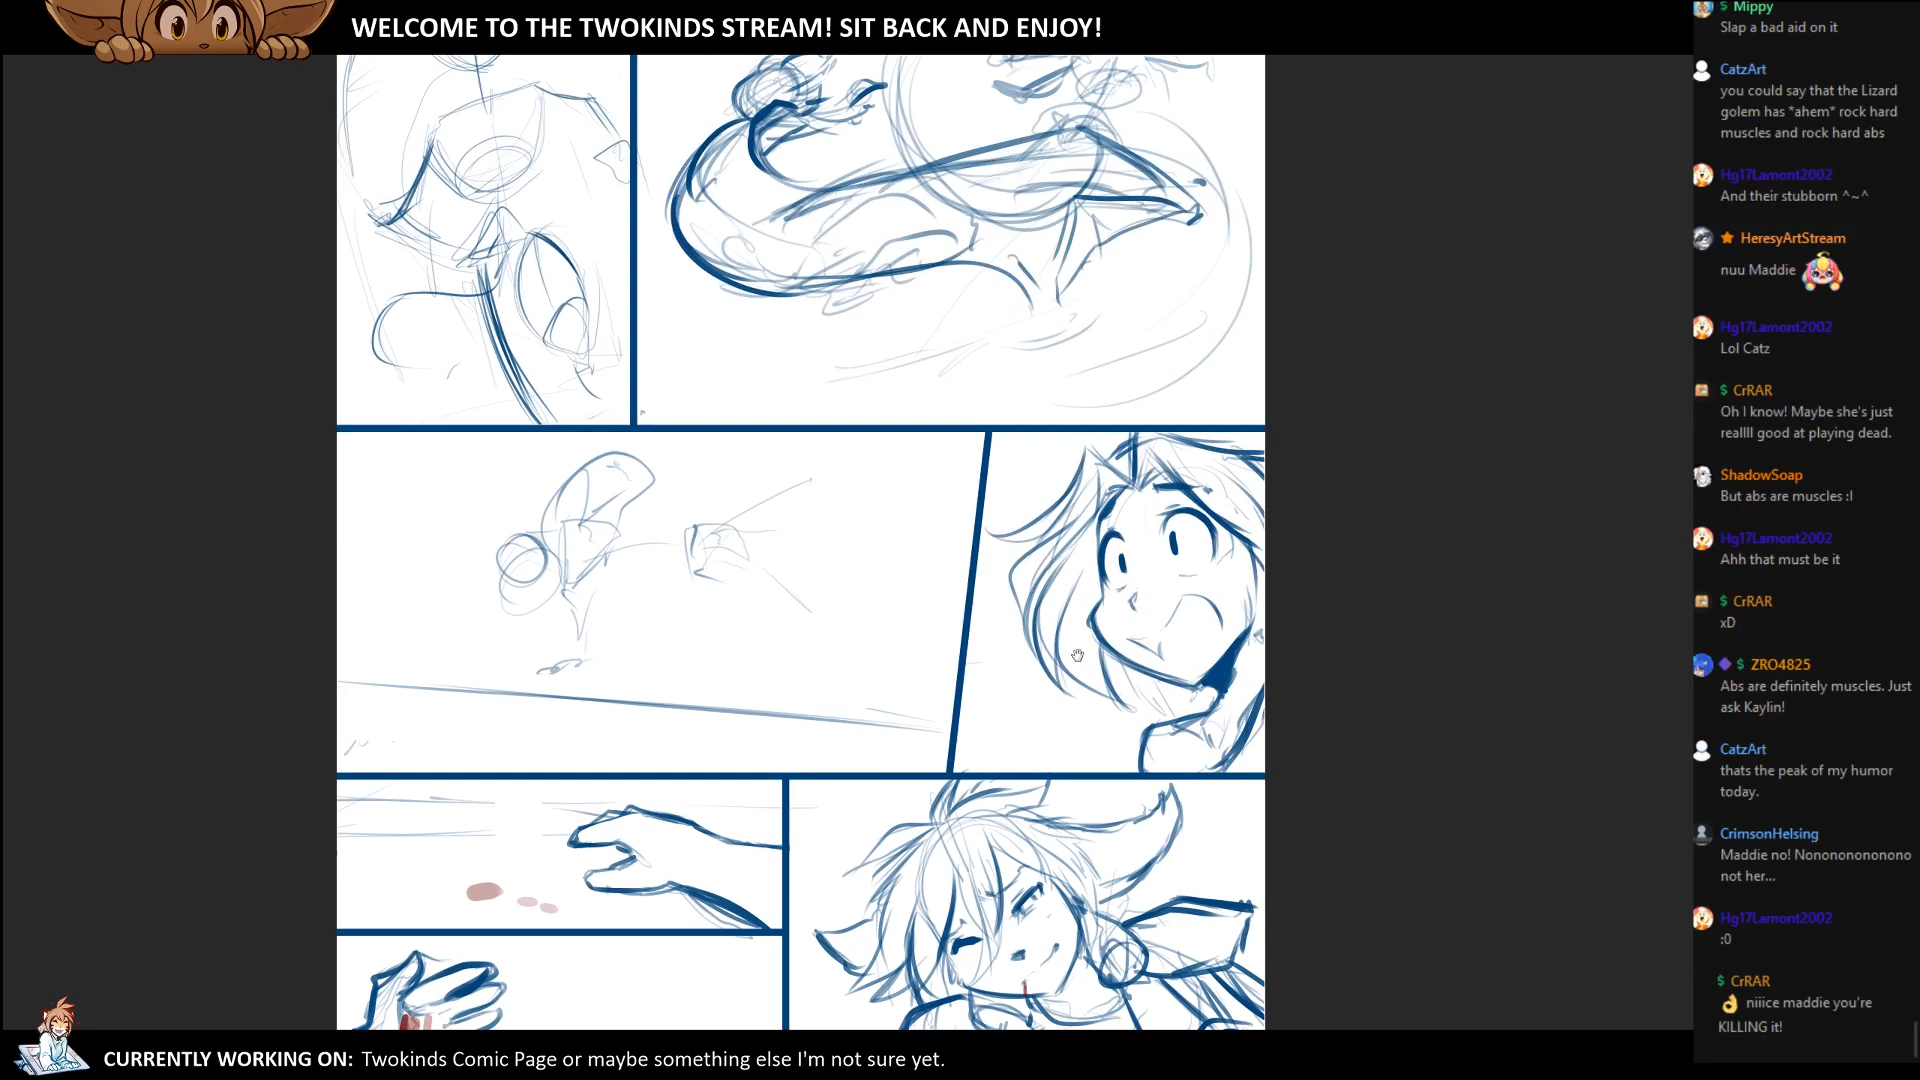 WELCOME TO THE TWOKINDS STREAM! SIT BACK AND ENJOY!
$ Mippy
Slap a bad aid on it
CatzArt
you could say that the Lizard
golem has *ahem* rock hard
muscles and rock hard abs
Hg17Lamont2002
And their stubborn ^~^
HeresyArtStream
nuu Maddie
Hg17Lamont2002
Lol Catz
$ CrRAR
Oh I know! Maybe she's just
reallll good at playing dead.
ShadowSoap
But abs are muscles :l
Hg17Lamont2002
Ahh that must be it
$ CrRAR
xD
$ ZRO4825
Abs are definitely muscles. Just
ask Kaylin!
CatzArt
thats the peak of my humor
today.
CrimsonHelsing
Maddie no! Nonononononono
not her...
Hg17Lamont2002
:0
$ CrRAR
👌 niiice maddie you're
KILLING it!
CURRENTLY WORKING ON: Twokinds Comic Page or maybe something else I'm not sure yet.